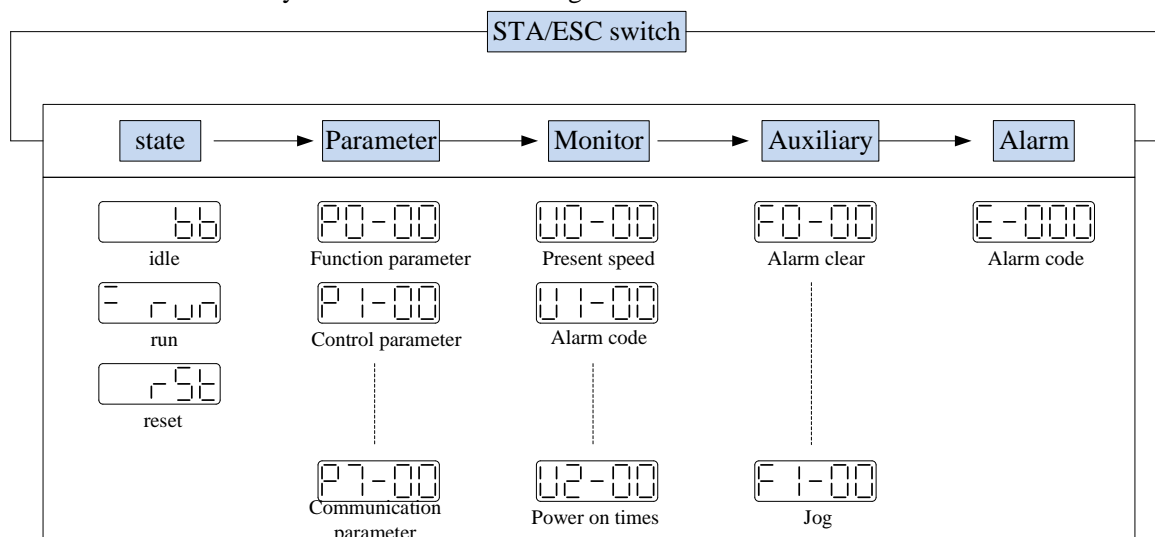 STA/ESC switch
state Parameter Monitor Auxiliary Alarm
bb P0-00 U0-00 F0-00 E-000
idle Function parameter Present speed Alarm clear Alarm code
run P1-00 U1-00
run Control parameter Alarm code
rSt
reset
P7-00 U2-00 F1-00
Communication parameter Power on times Jog